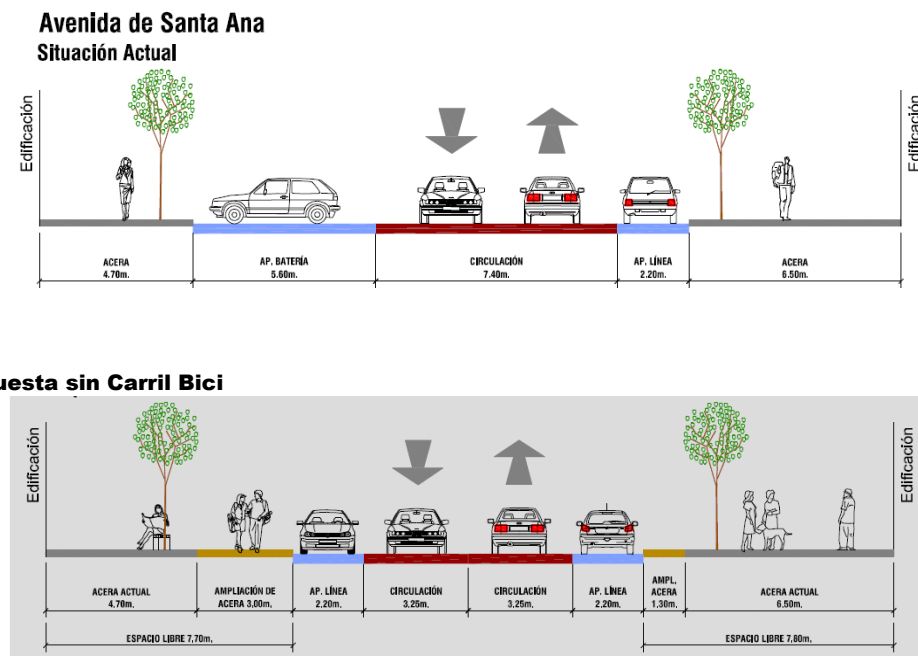 Avenida de Santa Ana
Situación Actual
Edificación
Edificación
ACERA
4.70m.
AP. BATERÍA
5.60m.
CIRCULACIÓN
7.40m.
AP. LÍNEA
2.20m.
ACERA
6.50m.
uesta sin Carril Bici
Edificación
Edificación
ACERA ACTUAL
4.70m.
AMPLIACIÓN DE
ACERA 3,00m.
AP. LÍNEA
2,20m.
CIRCULACIÓN
3.25m.
CIRCULACIÓN
3.25m.
AP. LÍNEA
2,20m.
AMPL.
ACERA
1,30m.
ACERA ACTUAL
6.50m.
ESPACIO LIBRE 7,70m.
ESPACIO LIBRE 7,80m.